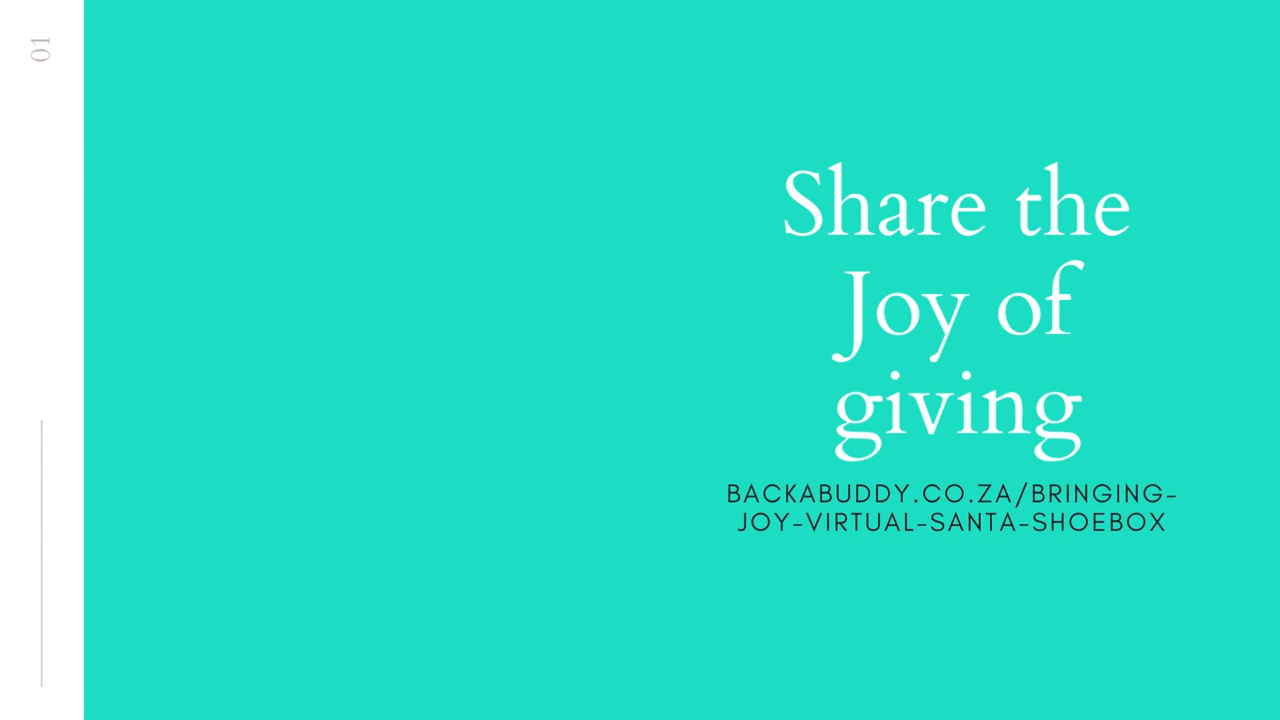 01
Share the
Joy of
giving
BACKABUDDY.CO.ZA/BRINGING-
JOY-VIRTUAL-SANTA-SHOEBOX